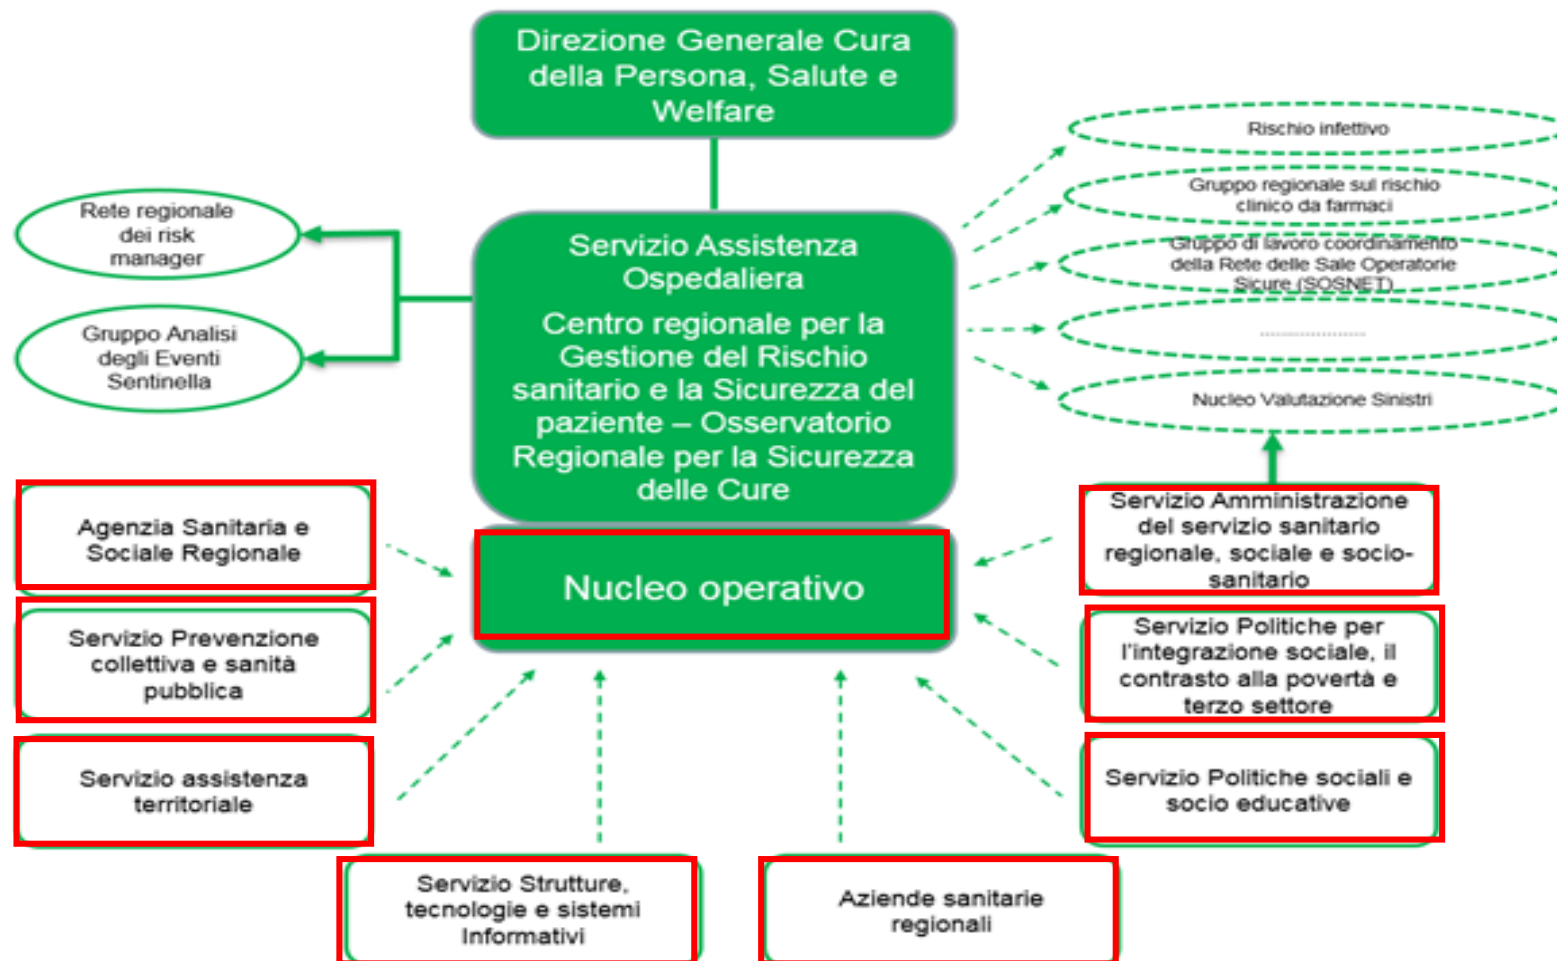 Direzione Generale Cura
della Persona, Salute e
Welfare
Rete regionale
dei risk
manager
Gruppo Analisi
degli Eventi
Sentinella
Servizio Assistenza
Ospedaliera
Centro regionale per la
Gestione del Rischio
sanitario e la Sicurezza del
paziente – Osservatorio
Regionale per la Sicurezza
delle Cure
Rischio infettivo
Gruppo regionale sul rischio
clinico da farmaci
Gruppo di lavoro coordinamento
della Rete delle Sale Operatorie
Sicure (SOSNET)
.....................
Nucleo Valutazione Sinistri
Agenzia Sanitaria e
Sociale Regionale
Servizio Prevenzione
collettiva e sanità
pubblica
Servizio assistenza
territoriale
Nucleo operativo
Servizio Amministrazione
del servizio sanitario
regionale, sociale e socio-
sanitario
Servizio Politiche per
l'integrazione sociale, il
contrasto alla povertà e
terzo settore
Servizio Politiche sociali e
socio educative
Servizio Strutture,
tecnologie e sistemi
Informativi
Aziende sanitarie
regionali